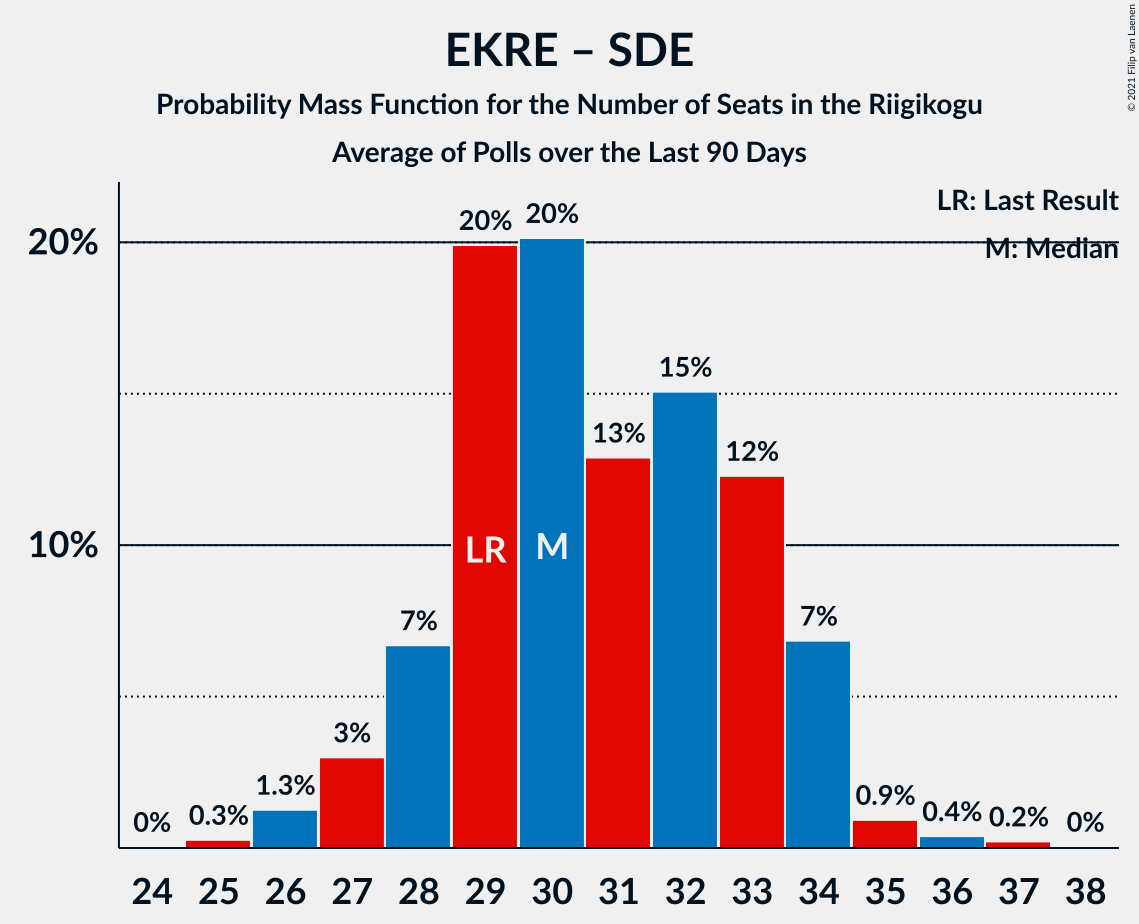 EKRE – SDE
Probability Mass Function for the Number of Seats in the Riigikogu
Average of Polls over the Last 90 Days
© 2021 Filip van Laenen
LR: Last Result
M: Median
20%
10%
0%
0.3%
1.3%
3%
7%
20%
20%
13%
15%
12%
7%
0.9%
0.4%
0.2%
0%
LR
M
24 25 26 27 28 29 30 31 32 33 34 35 36 37 38